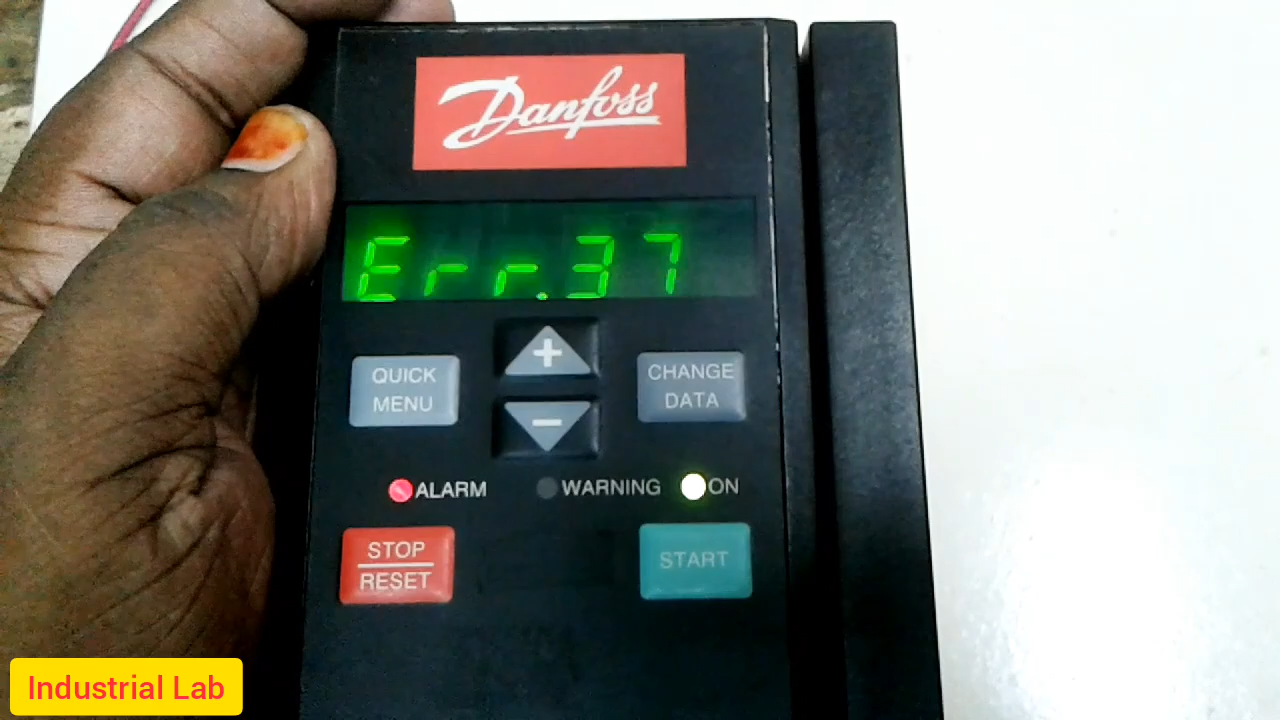 Danfoss
Err.37
+
QUICK
MENU
CHANGE
DATA
−
ALARM
WARNING
ON
STOP
RESET
START
Industrial Lab